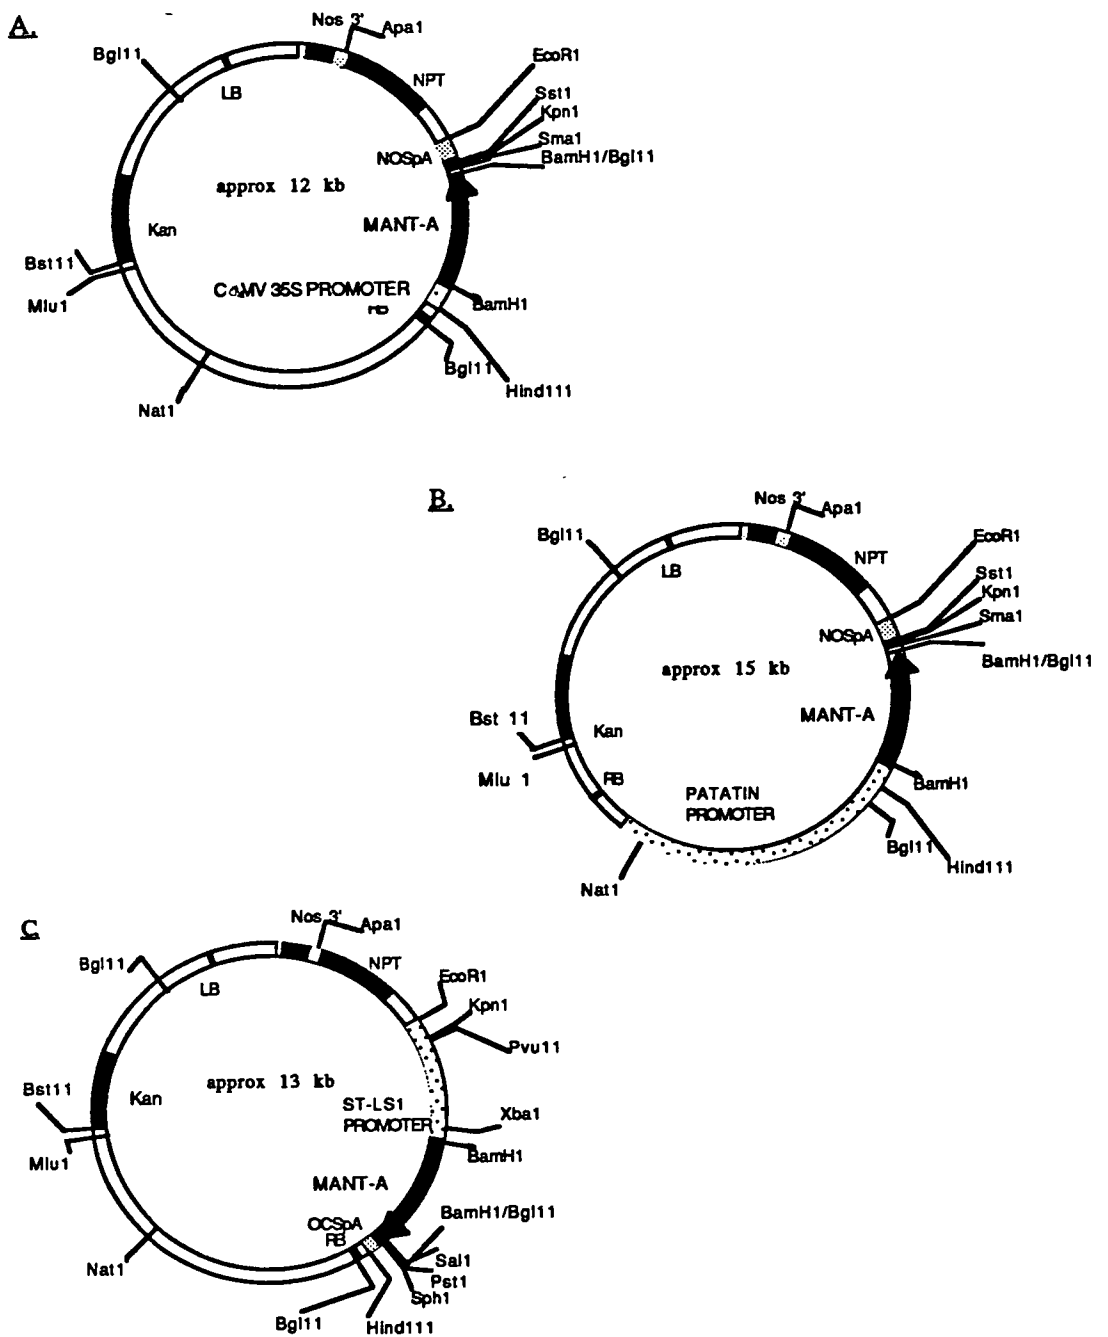 A.
Nos 3'
Apa1
Bgl11
LB
NPT
EcoR1
Sst1
Kpn1
Sma1
BamH1/Bgl11
NOSpA
approx 12 kb
Kan
MANT-A
Bst11
Mlu1
CaMV 35S PROMOTER
RB
BamH1
Bgl11
Hind111
Nat1
B.
Nos 3'
Apa1
Bgl11
LB
NPT
EcoR1
Sst1
Kpn1
Sma1
NOSpA
BamH1/Bgl11
approx 15 kb
MANT-A
Bst 11
Kan
Mlu 1
RB
PATATIN
PROMOTER
BamH1
Bgl11
Hind111
Nat1
C
Nos 3'
Apa1
Bgl11
LB
NPT
EcoR1
Kpn1
Pvu11
approx 13 kb
Bst11
Kan
ST-LS1
PROMOTER
Xba1
BamH1
Mlu1
MANT-A
BamH1/Bgl11
OCSpA
RB
Sal1
Pst1
Sph1
Nat1
Bgl11
Hind111